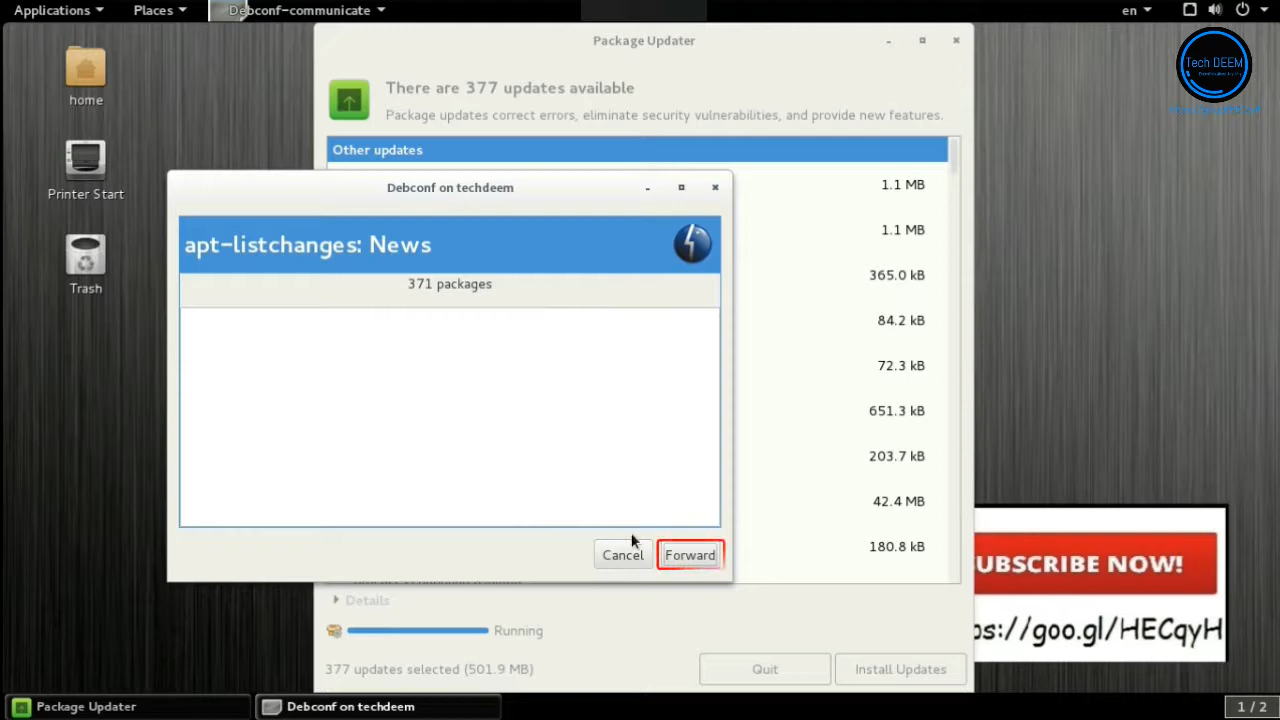 Applications
Places
Debconf-communicate
en
Package Updater
There are 377 updates available
Package updates correct errors, eliminate security vulnerabilities, and provide new features.
Other updates
1.1 MB
1.1 MB
365.0 kB
84.2 kB
72.3 kB
651.3 kB
203.7 kB
42.4 MB
180.8 kB
home
Printer Start
Trash
Tech DEEM
Debconf on techdeem
apt-listchanges: News
371 packages
Cancel
Forward
Details
Running
377 updates selected (501.9 MB)
Quit
Install Updates
SUBSCRIBE NOW!
ps://goo.gl/HECqyH
Package Updater
Debconf on techdeem
1 / 2